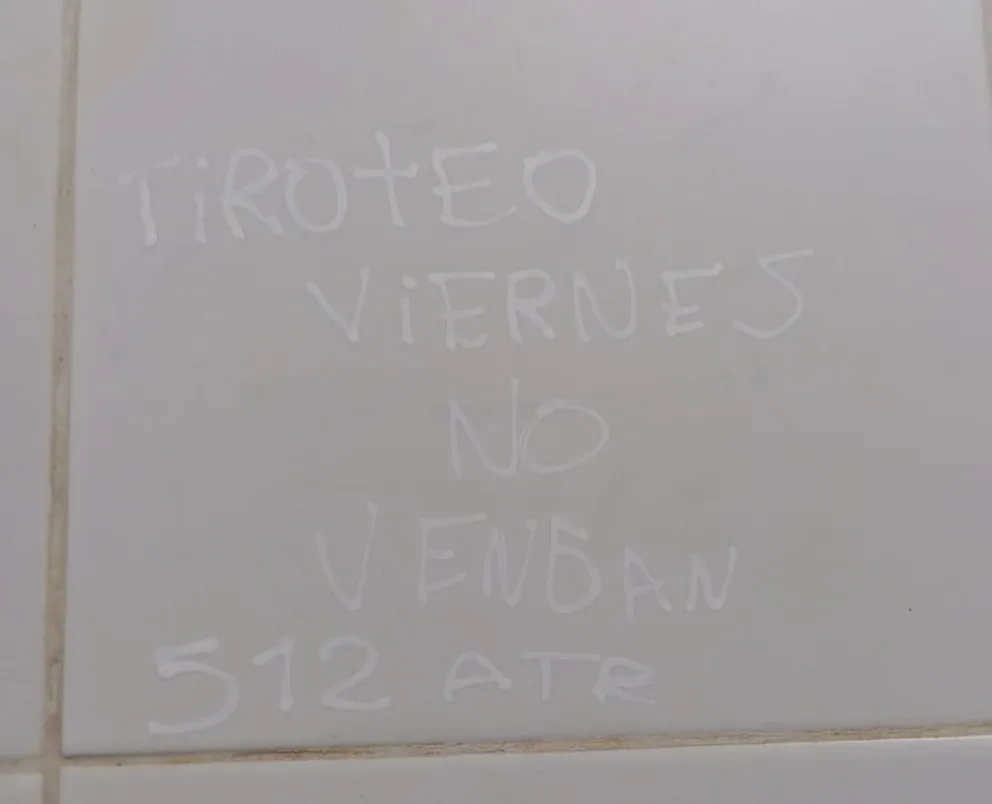 TiROTEO
ViERNES
NO
VENGAN
512 ATR